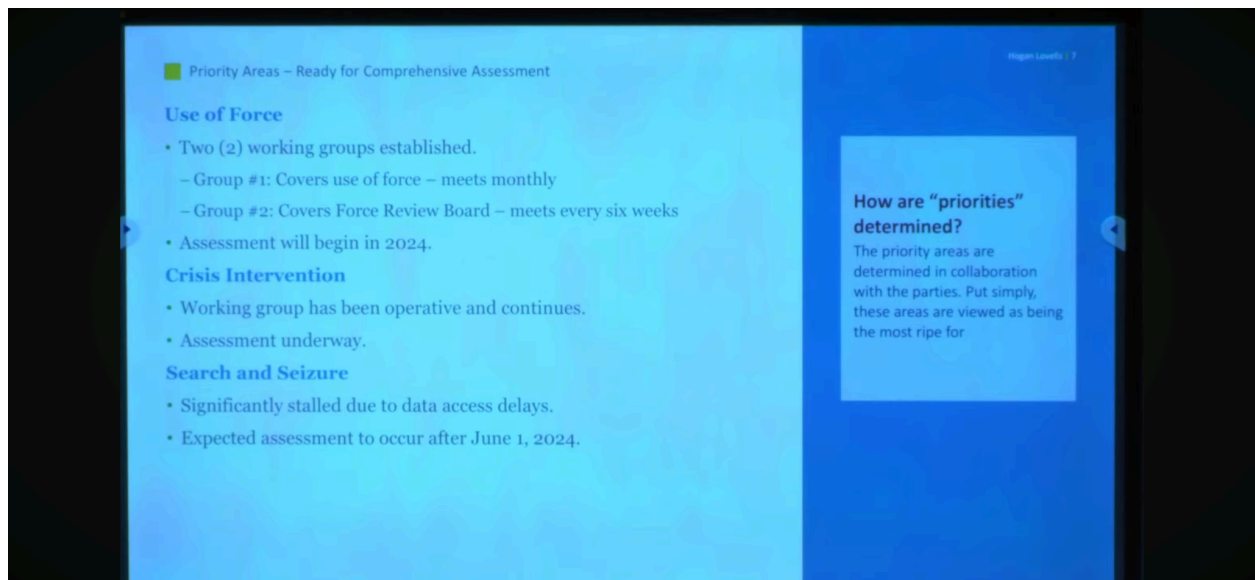 Hogan Lovells | 7
Priority Areas – Ready for Comprehensive Assessment
Use of Force
• Two (2) working groups established.
– Group #1: Covers use of force – meets monthly
– Group #2: Covers Force Review Board – meets every six weeks
• Assessment will begin in 2024.
Crisis Intervention
• Working group has been operative and continues.
• Assessment underway.
Search and Seizure
• Significantly stalled due to data access delays.
• Expected assessment to occur after June 1, 2024.
How are “priorities”
determined?
The priority areas are
determined in collaboration
with the parties. Put simply,
these areas are viewed as being
the most ripe for